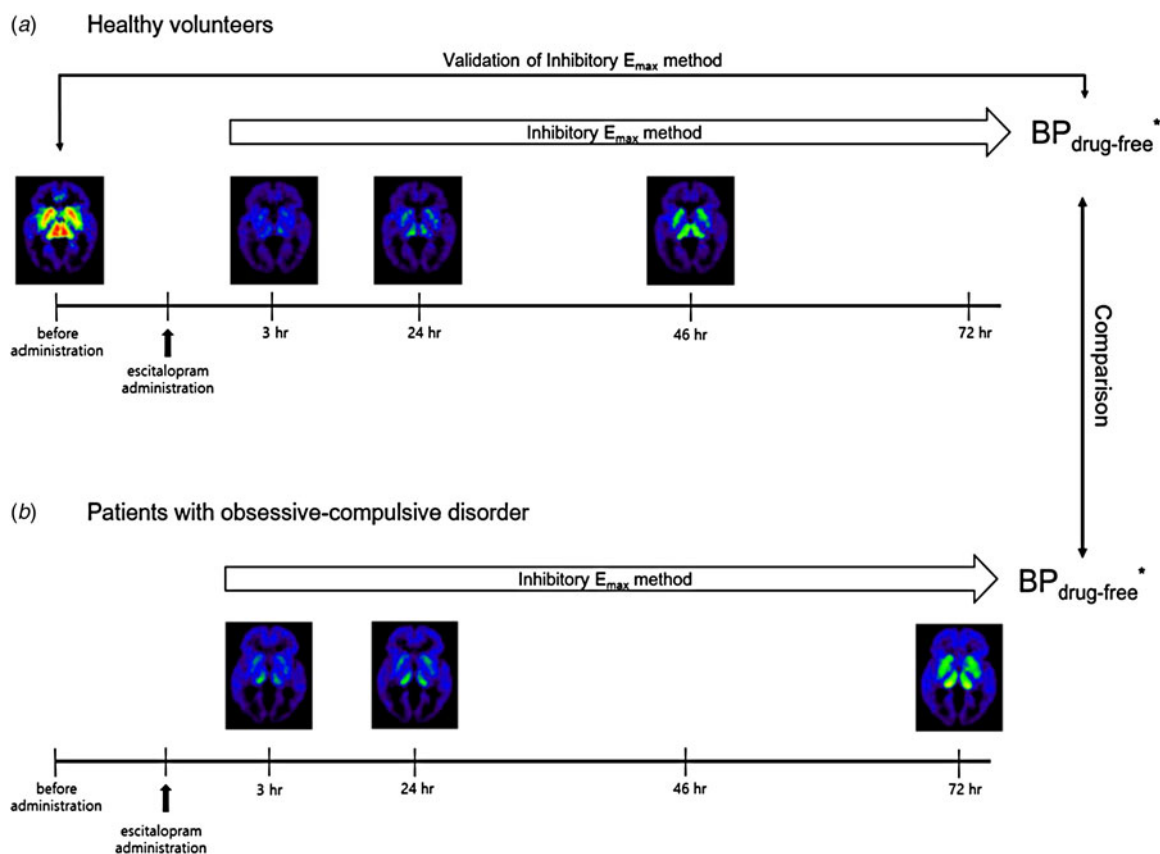 (a) Healthy volunteers
Validation of Inhibitory Emax method
Inhibitory Emax method
BPdrug-free*
before
administration
escitalopram
administration
3 hr
24 hr
46 hr
72 hr
Comparison
(b) Patients with obsessive-compulsive disorder
Inhibitory Emax method
BPdrug-free*
before
administration
escitalopram
administration
3 hr
24 hr
46 hr
72 hr